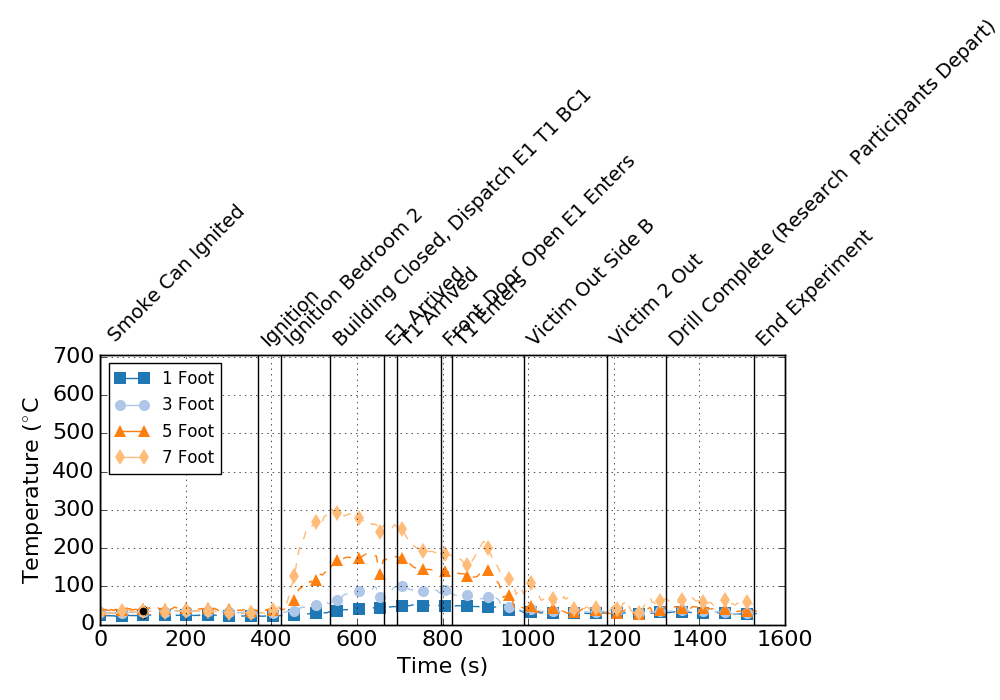 Smoke Can Ignited
Ignition
Ignition Bedroom 2
Building Closed, Dispatch E1 T1 BC1
E1 Arrived
T1 Arrived
Front Door Open E1 Enters
T1 Enters
Victim Out Side B
Victim 2 Out
Drill Complete (Research  Participants Depart)
End Experiment
700
600
500
400
300
200
100
0
Temperature (°C
1 Foot
3 Foot
5 Foot
7 Foot
0 200 400 600 800 1000 1200 1400 1600
Time (s)